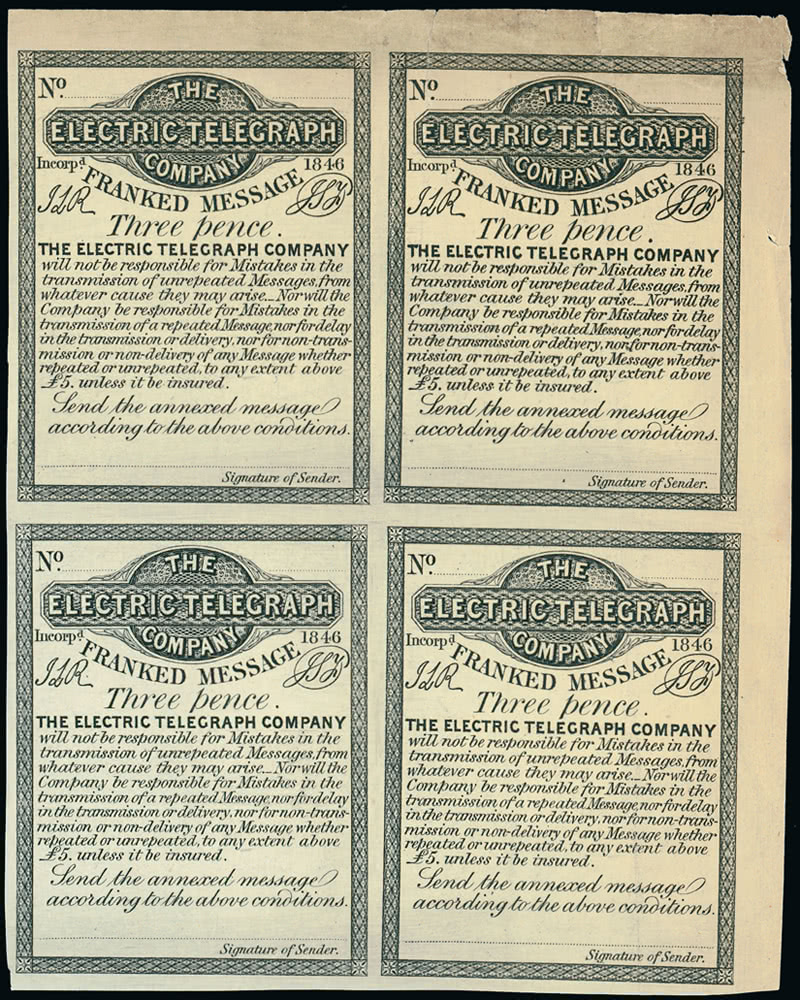 No.
THE
ELECTRIC TELEGRAPH
COMPANY
Incorpd. 1846
FRANKED MESSAGE
JLR
Three pence.
THE ELECTRIC TELEGRAPH COMPANY
will not be responsible for Mistakes in the
transmission of unrepeated Messages, from
whatever cause they may arise._ Nor will the
Company be responsible for Mistakes in the
transmission of a repeated Message, nor for delay
in the transmission or delivery, nor for non-trans-
mission or non-delivery of any Message whether
repeated or unrepeated, to any extent above
£5. unless it be insured.
Send the annexed message
according to the above conditions.
Signature of Sender.
No.
THE
ELECTRIC TELEGRAPH
COMPANY
Incorpd. 1846
FRANKED MESSAGE
JLR
Three pence.
THE ELECTRIC TELEGRAPH COMPANY
will not be responsible for Mistakes in the
transmission of unrepeated Messages, from
whatever cause they may arise._ Nor will the
Company be responsible for Mistakes in the
transmission of a repeated Message, nor for delay
in the transmission or delivery, nor for non-trans-
mission or non-delivery of any Message whether
repeated or unrepeated, to any extent above
£5. unless it be insured.
Send the annexed message
according to the above conditions.
Signature of Sender.
No.
THE
ELECTRIC TELEGRAPH
COMPANY
Incorpd. 1846
FRANKED MESSAGE
JLR
Three pence.
THE ELECTRIC TELEGRAPH COMPANY
will not be responsible for Mistakes in the
transmission of unrepeated Messages, from
whatever cause they may arise._ Nor will the
Company be responsible for Mistakes in the
transmission of a repeated Message, nor for delay
in the transmission or delivery, nor for non-trans-
mission or non-delivery of any Message whether
repeated or unrepeated, to any extent above
£5. unless it be insured.
Send the annexed message
according to the above conditions.
Signature of Sender.
No.
THE
ELECTRIC TELEGRAPH
COMPANY
Incorpd. 1846
FRANKED MESSAGE
JLR
Three pence.
THE ELECTRIC TELEGRAPH COMPANY
will not be responsible for Mistakes in the
transmission of unrepeated Messages, from
whatever cause they may arise._ Nor will the
Company be responsible for Mistakes in the
transmission of a repeated Message, nor for delay
in the transmission or delivery, nor for non-trans-
mission or non-delivery of any Message whether
repeated or unrepeated, to any extent above
£5. unless it be insured.
Send the annexed message
according to the above conditions.
Signature of Sender.